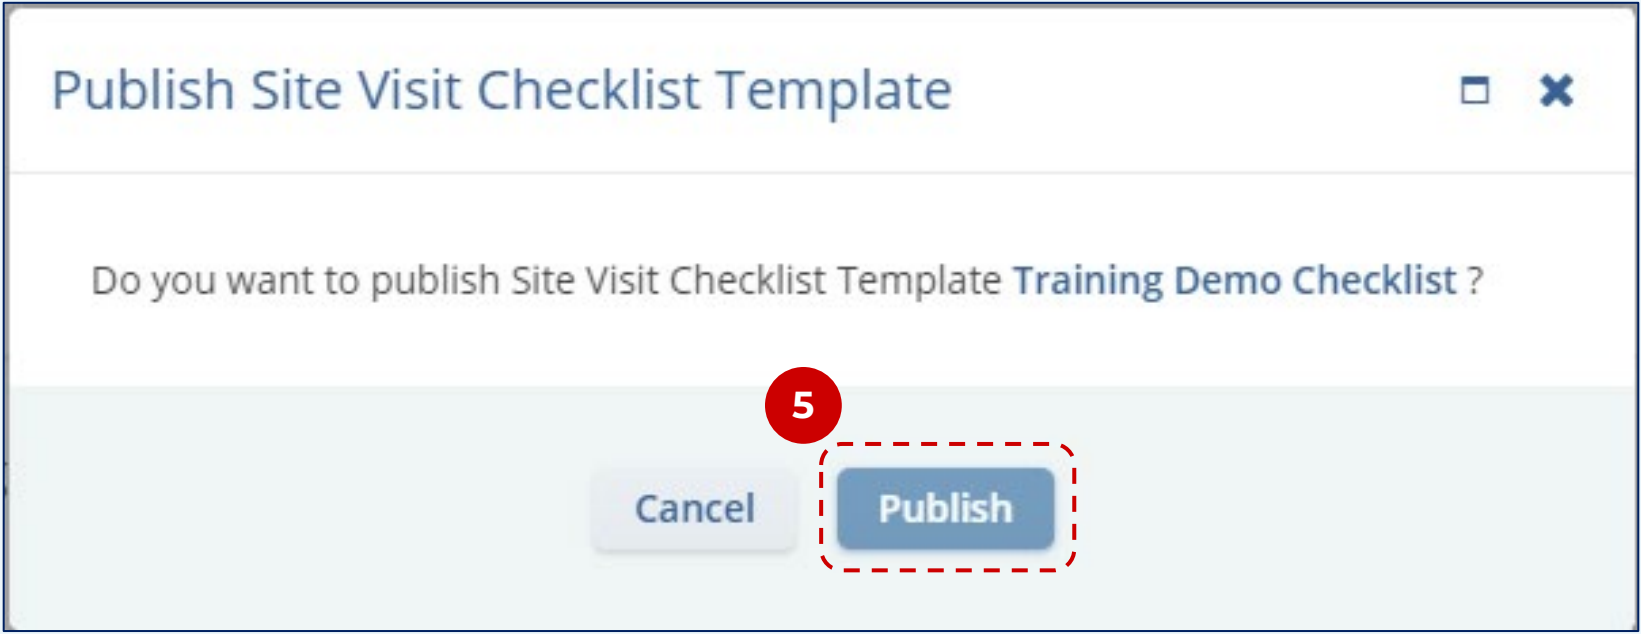 Publish Site Visit Checklist Template
Do you want to publish Site Visit Checklist Template Training Demo Checklist ?
5
Cancel
Publish